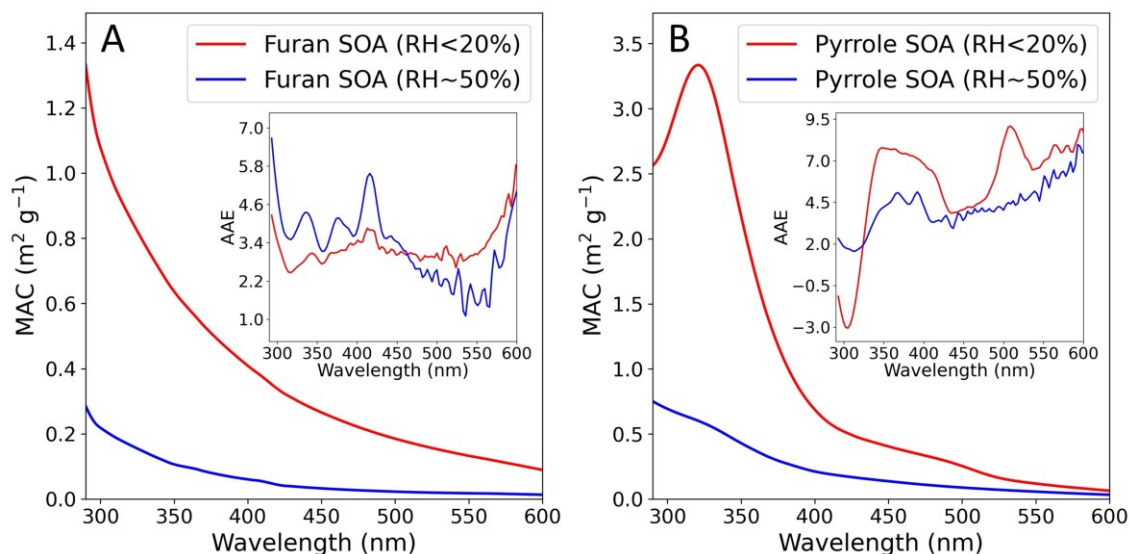 A
Furan SOA (RH<20%)
Furan SOA (RH~50%)
MAC (m² g⁻¹)
1.4
1.2
1.0
0.8
0.6
0.4
0.2
0.0
300 350 400 450 500 550 600
Wavelength (nm)
AAE
7.0
5.8
4.6
3.4
2.2
1.0
300 350 400 450 500 550 600
Wavelength (nm)
B
Pyrrole SOA (RH<20%)
Pyrrole SOA (RH~50%)
MAC (m² g⁻¹)
3.5
3.0
2.5
2.0
1.5
1.0
0.5
0.0
300 350 400 450 500 550 600
Wavelength (nm)
AAE
9.5
7.0
4.5
2.0
−0.5
−3.0
300 350 400 450 500 550 600
Wavelength (nm)